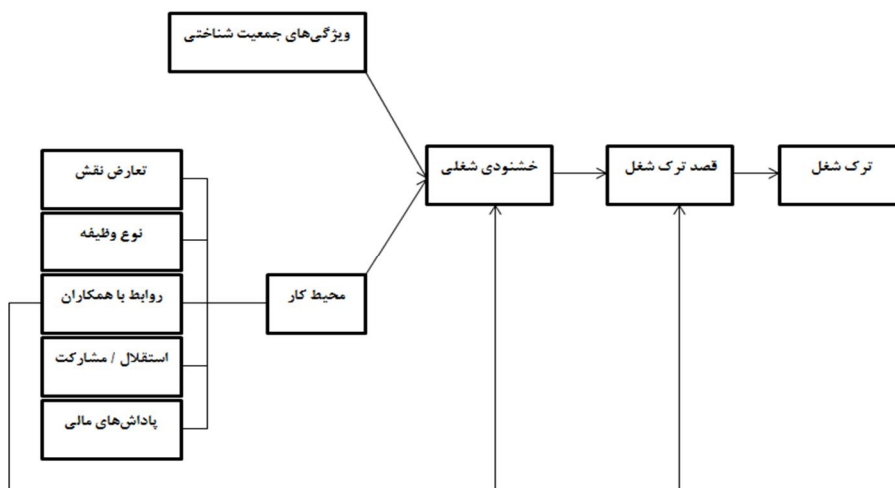 ویژگی‌های جمعیت شناختی
تعارض نقش
خشنودی شغلی
قصد ترک شغل
ترک شغل
نوع وظیفه
روابط با همکاران
محیط کار
استقلال / مشارکت
پاداش‌های مالی